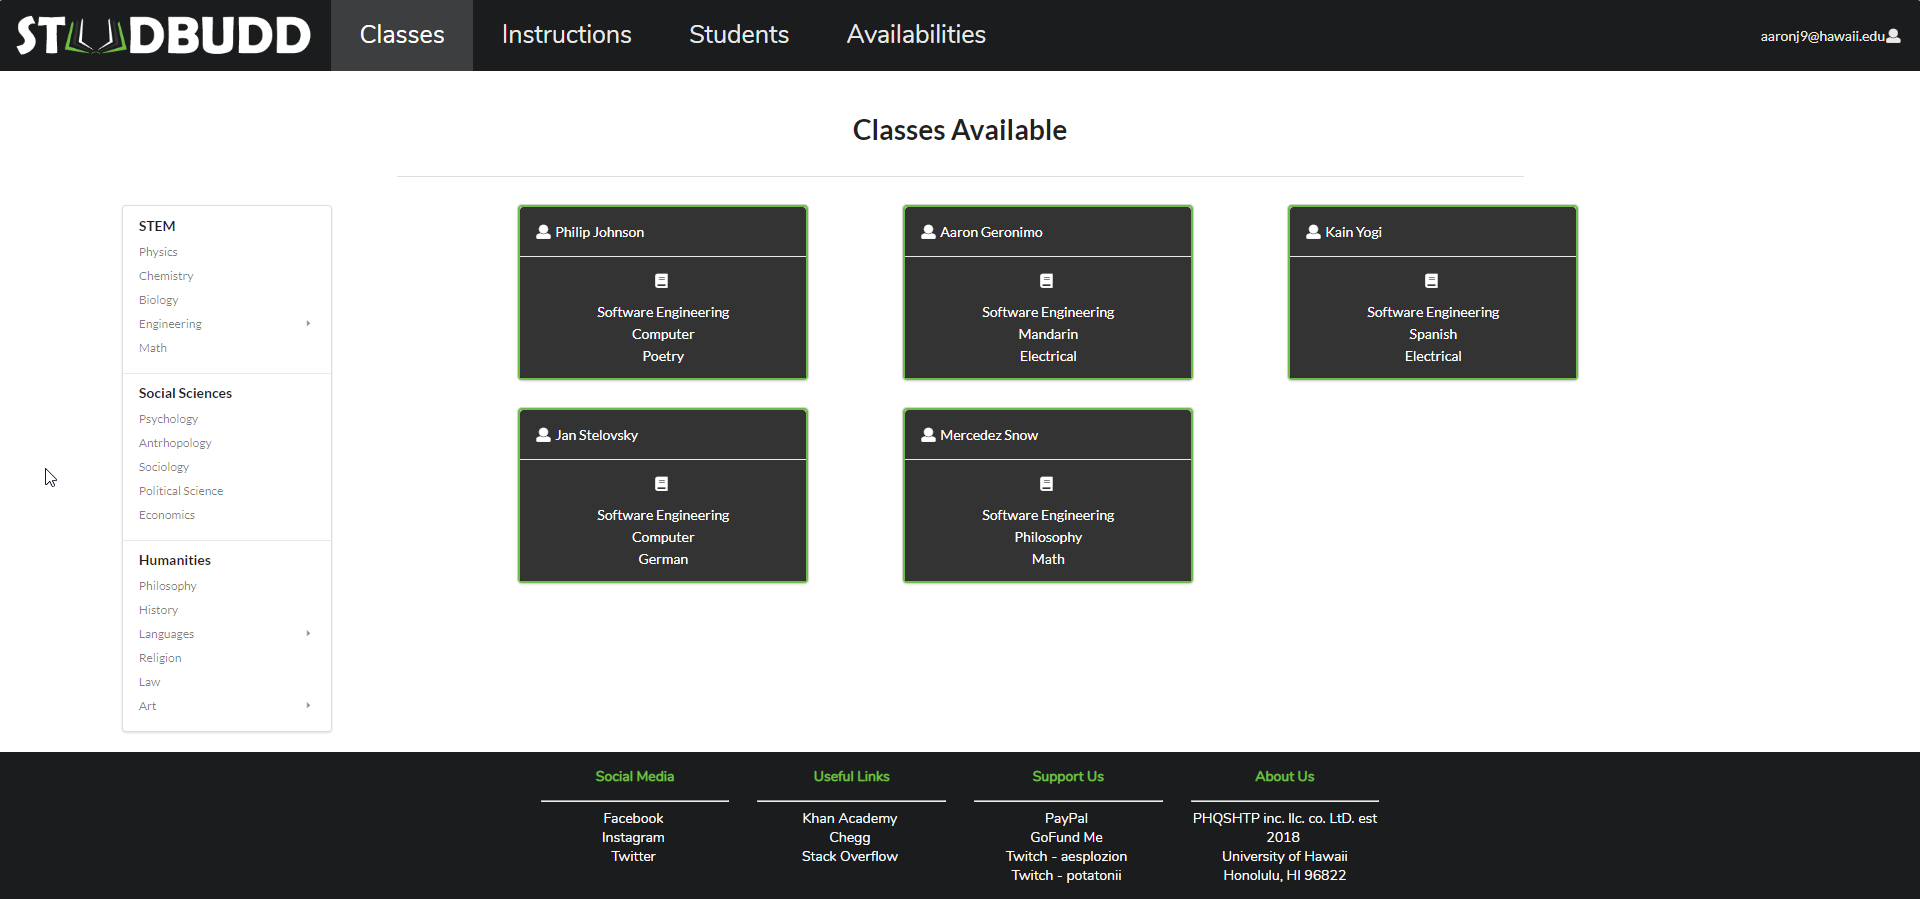 STUDBUDD Classes Instructions Students Availabilities aaronj9@hawaii.edu
Classes Available
STEM
Physics
Chemistry
Biology
Engineering
Math
Social Sciences
Psychology
Antrhopology
Sociology
Political Science
Economics
Humanities
Philosophy
History
Languages
Religion
Law
Art
Philip Johnson
Software Engineering
Computer
Poetry
Aaron Geronimo
Software Engineering
Mandarin
Electrical
Kain Yogi
Software Engineering
Spanish
Electrical
Jan Stelovsky
Software Engineering
Computer
German
Mercedez Snow
Software Engineering
Philosophy
Math
Social Media
Facebook
Instagram
Twitter
Useful Links
Khan Academy
Chegg
Stack Overflow
Support Us
PayPal
GoFund Me
Twitch - aesplozion
Twitch - potatonii
About Us
PHQSHTP inc. llc. co. LtD. est
2018
University of Hawaii
Honolulu, HI 96822